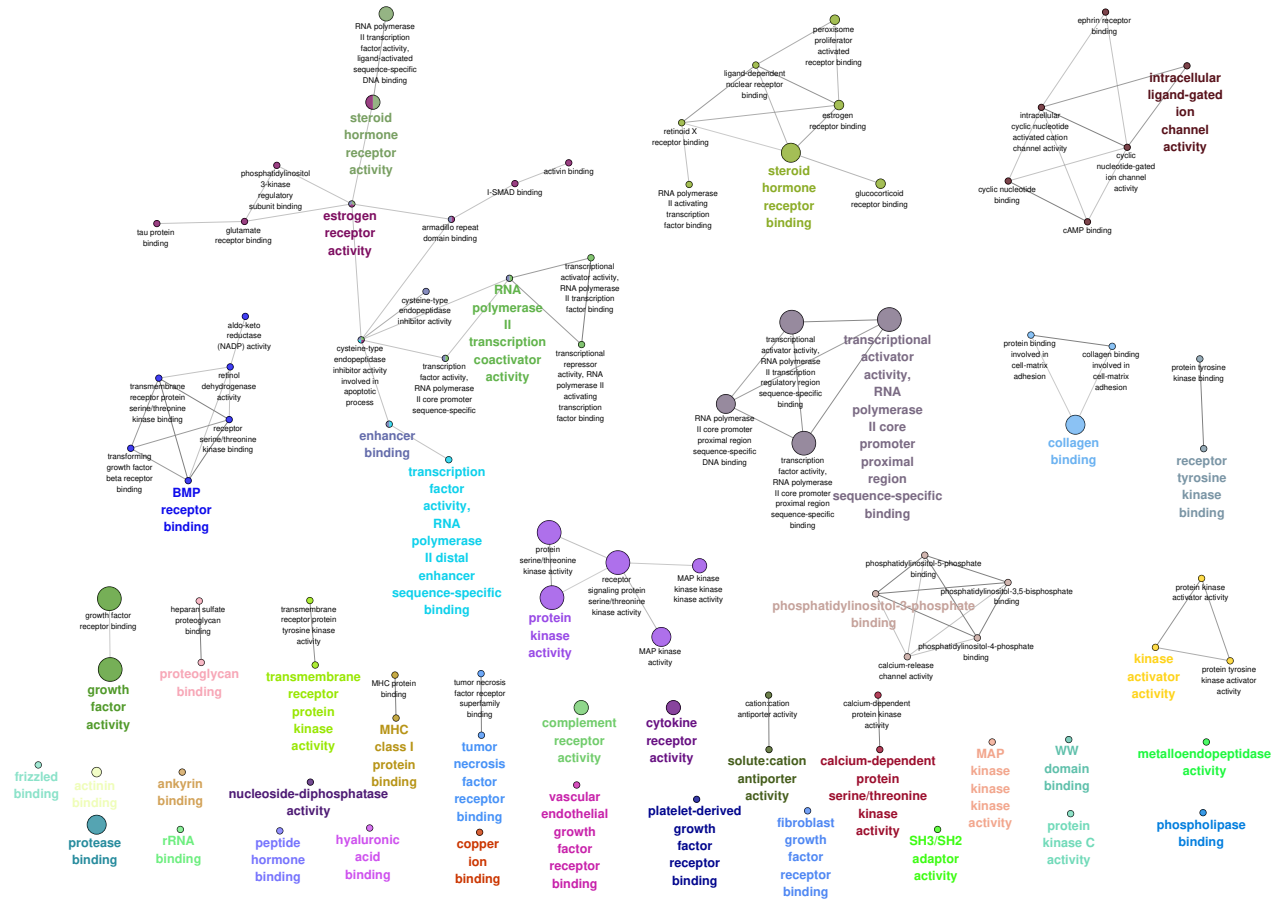 RNA polymerase
II transcription
factor activity,
ligand-activated
sequence-specific
DNA binding
steroid
hormone
receptor
activity
phosphatidylinositol
3-kinase
regulatory
subunit binding
tau protein
binding
glutamate
receptor binding
estrogen
receptor
activity
armadillo repeat
domain binding
I-SMAD binding
activin binding
peroxisome
proliferator
activated
receptor binding
ligand-dependent
nuclear receptor
binding
estrogen
receptor binding
retinoid X
receptor binding
steroid
hormone
receptor
binding
RNA polymerase
II activating
transcription
factor binding
glucocorticoid
receptor binding
ephrin receptor
binding
intracellular
ligand-gated
ion
channel
activity
intracellular
cyclic nucleotide
activated cation
channel activity
cyclic
nucleotide-gated
ion channel
activity
cyclic nucleotide
binding
cAMP binding
aldo-keto
reductase
(NADP) activity
retinol
dehydrogenase
activity
transmembrane
receptor protein
serine/threonine
kinase binding
receptor
serine/threonine
kinase binding
transforming
growth factor
beta receptor
binding
BMP
receptor
binding
cysteine-type
endopeptidase
inhibitor activity
RNA
polymerase
II
transcription
coactivator
activity
transcriptional
activator activity,
RNA polymerase
II transcription
factor binding
cysteine-type
endopeptidase
inhibitor activity
involved in
apoptotic
process
transcription
factor activity,
RNA polymerase
II core promoter
sequence-specific
transcriptional
repressor
activity, RNA
polymerase II
activating
transcription
factor binding
enhancer
binding
transcription
factor
activity,
RNA
polymerase
II distal
enhancer
sequence-specific
binding
transcriptional
activator activity,
RNA polymerase
II transcription
regulatory region
sequence-specific
binding
transcriptional
activator
activity,
RNA
polymerase
II core
promoter
proximal
region
sequence-specific
binding
RNA polymerase
II core promoter
proximal region
sequence-specific
DNA binding
transcription
factor activity,
RNA polymerase
II core promoter
proximal region
sequence-specific
binding
protein binding
involved in
cell-matrix
adhesion
collagen binding
involved in
cell-matrix
adhesion
collagen
binding
protein tyrosine
kinase binding
receptor
tyrosine
kinase
binding
protein
serine/threonine
kinase activity
receptor
signaling protein
serine/threonine
kinase activity
MAP kinase
kinase kinase
kinase activity
protein
kinase
activity
MAP kinase
activity
phosphatidylinositol-5-phosphate
binding
phosphatidylinositol-3,5-bisphosphate
binding
phosphatidylinositol-3-phosphate
binding
phosphatidylinositol-4-phosphate
binding
calcium-release
channel activity
protein kinase
activator activity
kinase
activator
activity
protein tyrosine
kinase activator
activity
growth factor
receptor binding
growth
factor
activity
heparan sulfate
proteoglycan
binding
proteoglycan
binding
transmembrane
receptor protein
tyrosine kinase
activity
transmembrane
receptor
protein
kinase
activity
MHC protein
binding
MHC
class I
protein
binding
tumor necrosis
factor receptor
superfamily
binding
tumor
necrosis
factor
receptor
binding
complement
receptor
activity
cytokine
receptor
activity
cation:cation
antiporter activity
solute:cation
antiporter
activity
calcium-dependent
protein kinase
activity
calcium-dependent
protein
serine/threonine
kinase
activity
MAP
kinase
kinase
kinase
activity
WW
domain
binding
metalloendopeptidase
activity
frizzled
binding
actinin
binding
ankyrin
binding
nucleoside-diphosphatase
activity
vascular
endothelial
growth
factor
receptor
binding
platelet-derived
growth
factor
receptor
binding
fibroblast
growth
factor
receptor
binding
protease
binding
rRNA
binding
peptide
hormone
binding
hyaluronic
acid
binding
copper
ion
binding
SH3/SH2
adaptor
activity
protein
kinase C
activity
phospholipase
binding